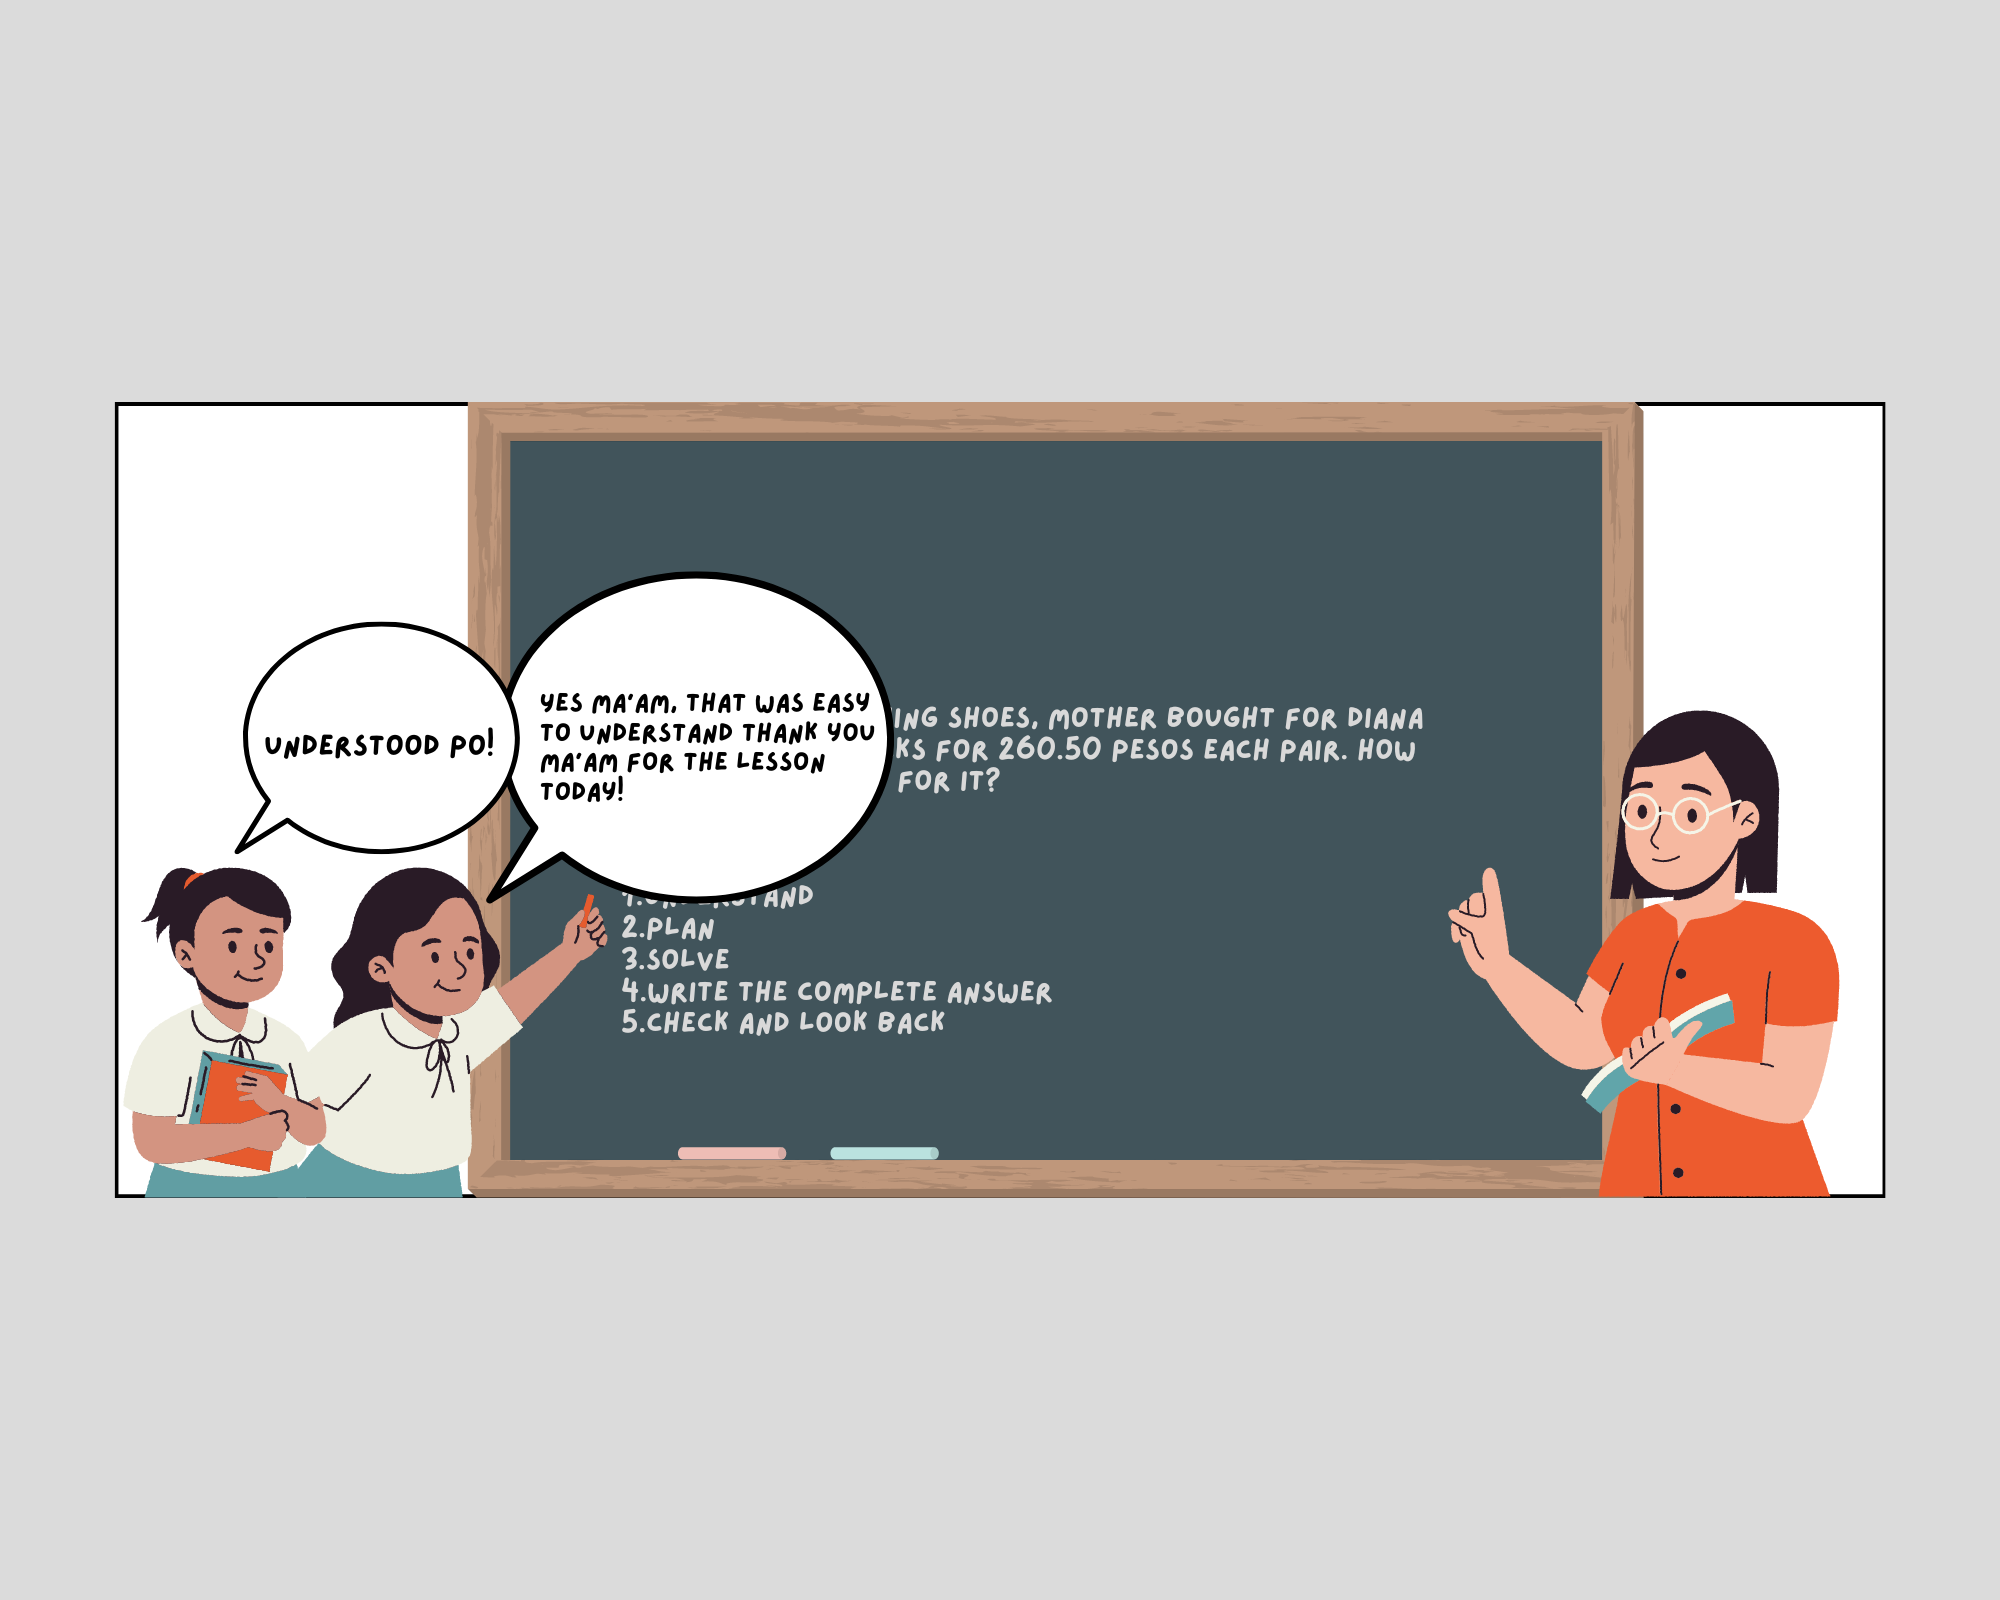 UNDERSTOOD PO!
YES MA'AM, THAT WAS EASY
TO UNDERSTAND THANK YOU
MA'AM FOR THE LESSON
TODAY!
SHOES, MOTHER BOUGHT FOR DIANA
FOR 260.50 PESOS EACH PAIR. HOW
FOR IT?
1.UNDERSTAND
2.PLAN
3.SOLVE
4.WRITE THE COMPLETE ANSWER
5.CHECK AND LOOK BACK